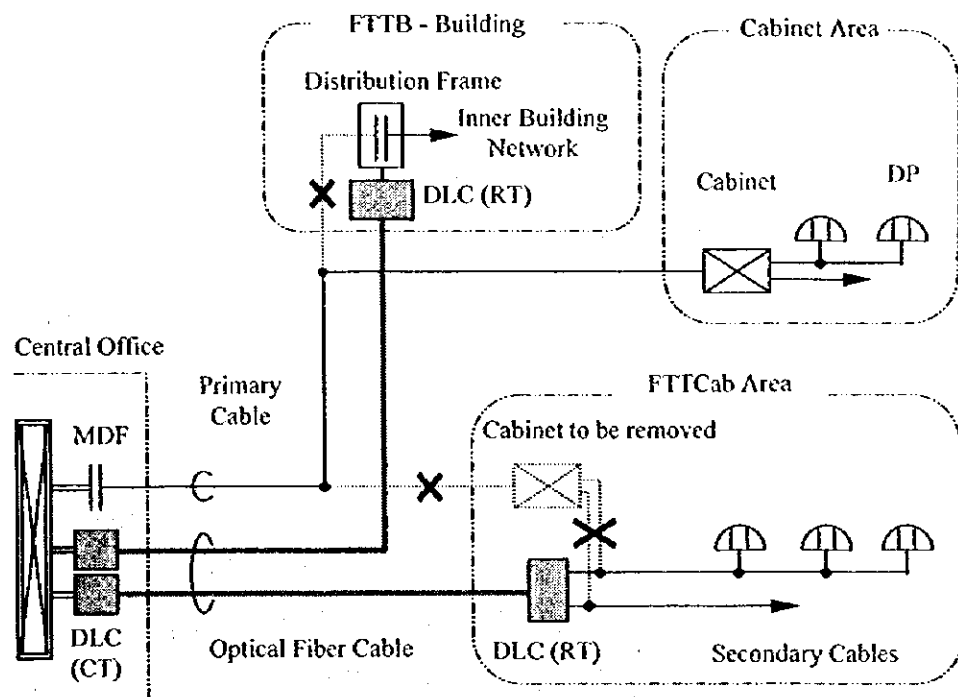 FTTB - Building
Cabinet Area
Distribution Frame
Inner Building
Network
DLC (RT)
Cabinet
DP
Central Office
Primary
Cable
FTTCab Area
MDF
Cabinet to be removed
DLC
(CT)
Optical Fiber Cable
DLC (RT)
Secondary Cables